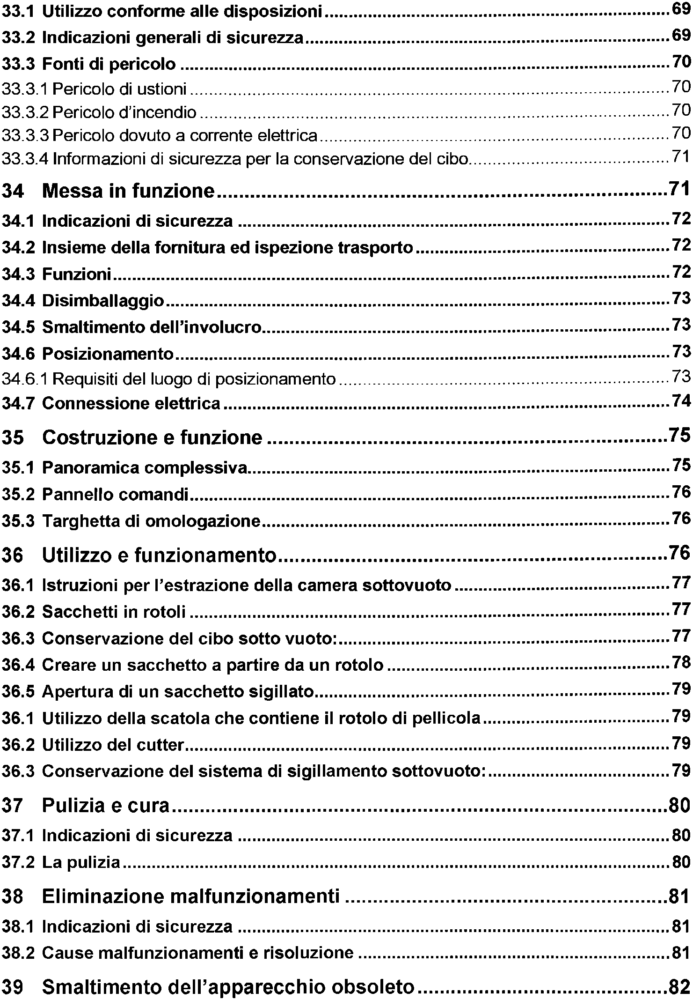 33.1 Utilizzo conforme alle disposizioni.....69
33.2 Indicazioni generali di sicurezza.....69
33.3 Fonti di pericolo .....70
33.3.1 Pericolo di ustioni .....70
33.3.2 Pericolo d'incendio .....70
33.3.3 Pericolo dovuto a corrente elettrica.....70
33.3.4 Informazioni di sicurezza per la conservazione del cibo.....71
34 Messa in funzione.....71
34.1 Indicazioni di sicurezza .....72
34.2 Insieme della fornitura ed ispezione trasporto .....72
34.3 Funzioni.....72
34.4 Disimballaggio.....73
34.5 Smaltimento dell'involucro.....73
34.6 Posizionamento.....73
34.6.1 Requisiti del luogo di posizionamento .....73
34.7 Connessione elettrica .....74
35 Costruzione e funzione .....75
35.1 Panoramica complessiva.....75
35.2 Pannello comandi.....76
35.3 Targhetta di omologazione.....76
36 Utilizzo e funzionamento.....76
36.1 Istruzioni per l'estrazione della camera sottovuoto .....77
36.2 Sacchetti in rotoli .....77
36.3 Conservazione del cibo sotto vuoto:.....77
36.4 Creare un sacchetto a partire da un rotolo .....78
36.5 Apertura di un sacchetto sigillato.....79
36.1 Utilizzo della scatola che contiene il rotolo di pellicola.....79
36.2 Utilizzo del cutter.....79
36.3 Conservazione del sistema di sigillamento sottovuoto:.....79
37 Pulizia e cura.....80
37.1 Indicazioni di sicurezza .....80
37.2 La pulizia.....80
38 Eliminazione malfunzionamenti .....81
38.1 Indicazioni di sicurezza .....81
38.2 Cause malfunzionamenti e risoluzione .....81
39 Smaltimento dell'apparecchio obsoleto.....82